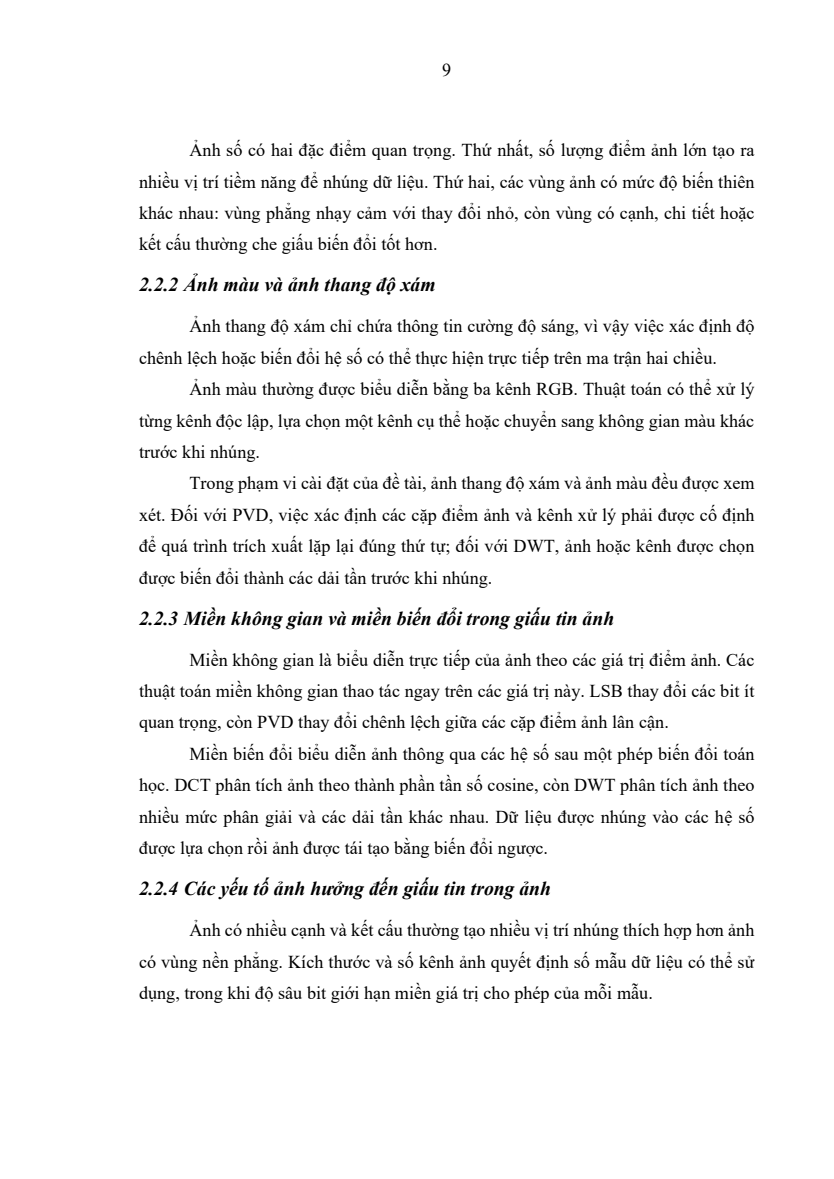 9
Ảnh số có hai đặc điểm quan trọng. Thứ nhất, số lượng điểm ảnh lớn tạo ra
nhiều vị trí tiềm năng để nhúng dữ liệu. Thứ hai, các vùng ảnh có mức độ biến thiên
khác nhau: vùng phẳng nhạy cảm với thay đổi nhỏ, còn vùng có cạnh, chi tiết hoặc
kết cấu thường che giấu biến đổi tốt hơn.
2.2.2 Ảnh màu và ảnh thang độ xám
Ảnh thang độ xám chỉ chứa thông tin cường độ sáng, vì vậy việc xác định độ
chênh lệch hoặc biến đổi hệ số có thể thực hiện trực tiếp trên ma trận hai chiều.
Ảnh màu thường được biểu diễn bằng ba kênh RGB. Thuật toán có thể xử lý
từng kênh độc lập, lựa chọn một kênh cụ thể hoặc chuyển sang không gian màu khác
trước khi nhúng.
Trong phạm vi cài đặt của đề tài, ảnh thang độ xám và ảnh màu đều được xem
xét. Đối với PVD, việc xác định các cặp điểm ảnh và kênh xử lý phải được cố định
để quá trình trích xuất lặp lại đúng thứ tự; đối với DWT, ảnh hoặc kênh được chọn
được biến đổi thành các dải tần trước khi nhúng.
2.2.3 Miền không gian và miền biến đổi trong giấu tin ảnh
Miền không gian là biểu diễn trực tiếp của ảnh theo các giá trị điểm ảnh. Các
thuật toán miền không gian thao tác ngay trên các giá trị này. LSB thay đổi các bit ít
quan trọng, còn PVD thay đổi chênh lệch giữa các cặp điểm ảnh lân cận.
Miền biến đổi biểu diễn ảnh thông qua các hệ số sau một phép biến đổi toán
học. DCT phân tích ảnh theo thành phần tần số cosine, còn DWT phân tích ảnh theo
nhiều mức phân giải và các dải tần khác nhau. Dữ liệu được nhúng vào các hệ số
được lựa chọn rồi ảnh được tái tạo bằng biến đổi ngược.
2.2.4 Các yếu tố ảnh hưởng đến giấu tin trong ảnh
Ảnh có nhiều cạnh và kết cấu thường tạo nhiều vị trí nhúng thích hợp hơn ảnh
có vùng nền phẳng. Kích thước và số kênh ảnh quyết định số mẫu dữ liệu có thể sử
dụng, trong khi độ sâu bit giới hạn miền giá trị cho phép của mỗi mẫu.